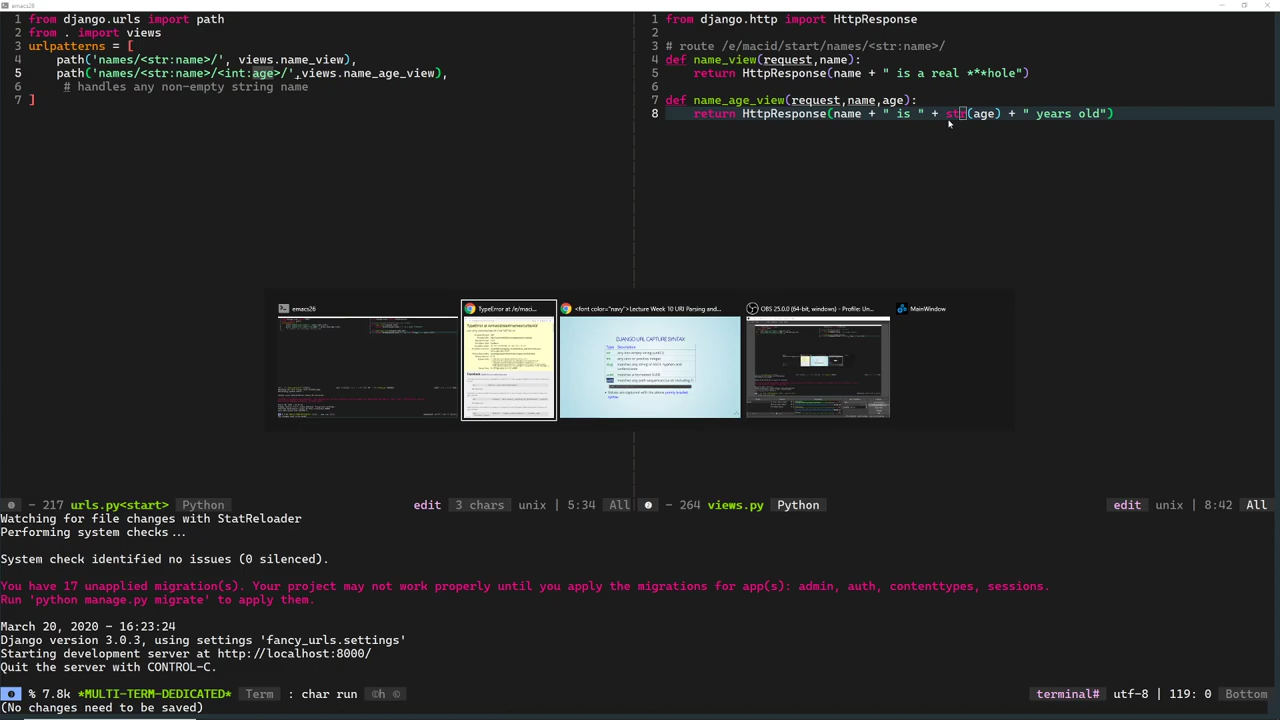 emacs26
1 from django.urls import path
2 from . import views
3 urlpatterns = [
4     path('names/<str:name>/', views.name_view),
5     path('names/<str:name>/<int:age>/',views.name_age_view),
6      # handles any non-empty string name
7 ]
1 from django.http import HttpResponse
2
3 # route /e/macid/start/names/<str:name>/
4 def name_view(request,name):
5     return HttpResponse(name + " is a real ***hole")
6
7 def name_age_view(request,name,age):
8     return HttpResponse(name + " is " + str(age) + " years old")
emacs26
TypeError at /e/maci...
<font color="navy">Lecture Week 10 URI Parsing and...
OBS 25.0.0 (64-bit, windows) - Profile: Un...
MainWindow
DJANGO URL CAPTURE SYNTAX
- 217 urls.py<start> Python edit 3 chars unix | 5:34 All
- 264 views.py Python edit unix | 8:42 All
Watching for file changes with StatReloader
Performing system checks...
System check identified no issues (0 silenced).
You have 17 unapplied migration(s). Your project may not work properly until you apply the migrations for app(s): admin, auth, contenttypes, sessions.
Run 'python manage.py migrate' to apply them.
March 20, 2020 - 16:23:24
Django version 3.0.3, using settings 'fancy_urls.settings'
Starting development server at http://localhost:8000/
Quit the server with CONTROL-C.
% 7.8k *MULTI-TERM-DEDICATED* Term : char run terminal# utf-8 | 119: 0 Bottom
(No changes need to be saved)